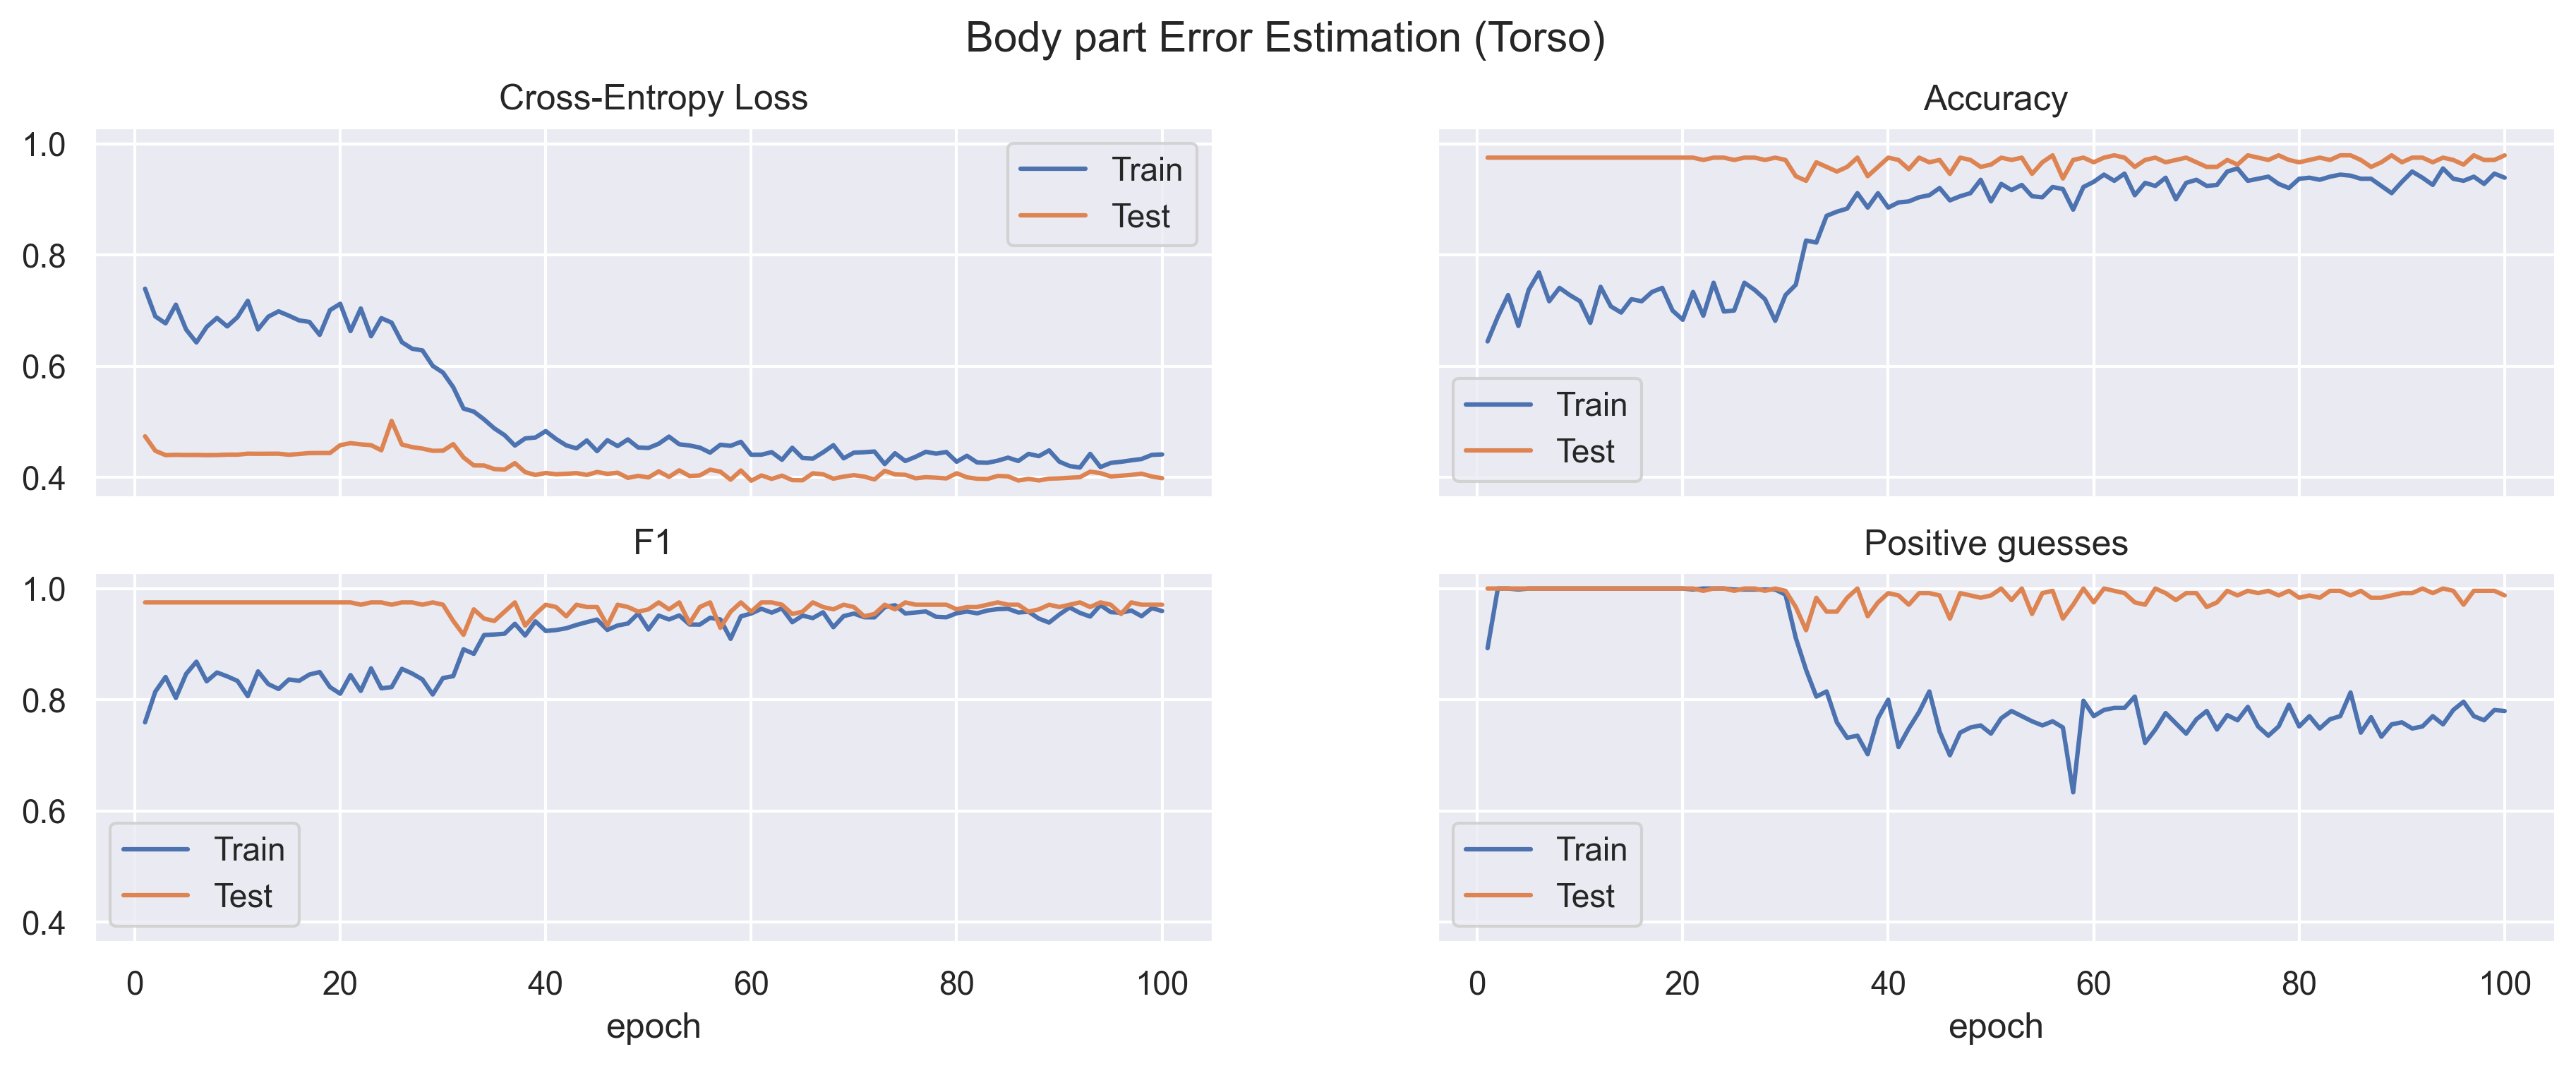 Body part Error Estimation (Torso)
Cross-Entropy Loss
1.0
0.8
0.6
0.4
Train
Test
Accuracy
Train
Test
F1
1.0
0.8
0.6
0.4
Train
Test
0 20 40 60 80 100
epoch
Positive guesses
Train
Test
0 20 40 60 80 100
epoch